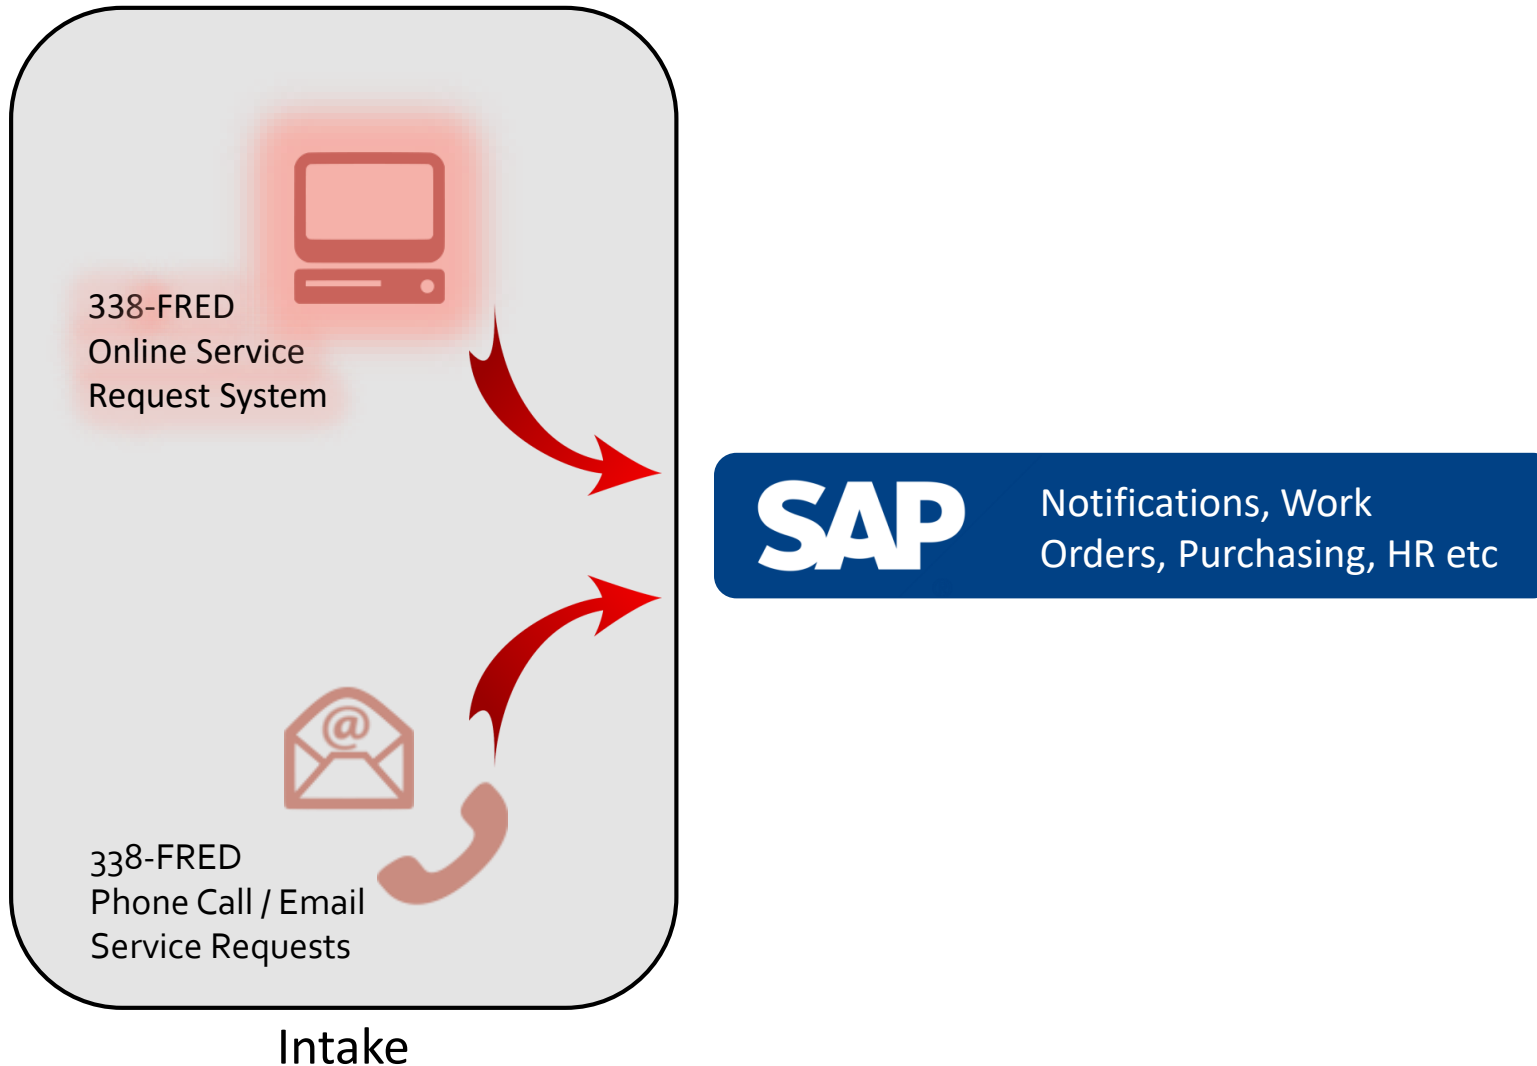 338-FRED
Online Service
Request System
SAP
Notifications, Work
Orders, Purchasing, HR etc
@
338-FRED
Phone Call / Email
Service Requests
Intake